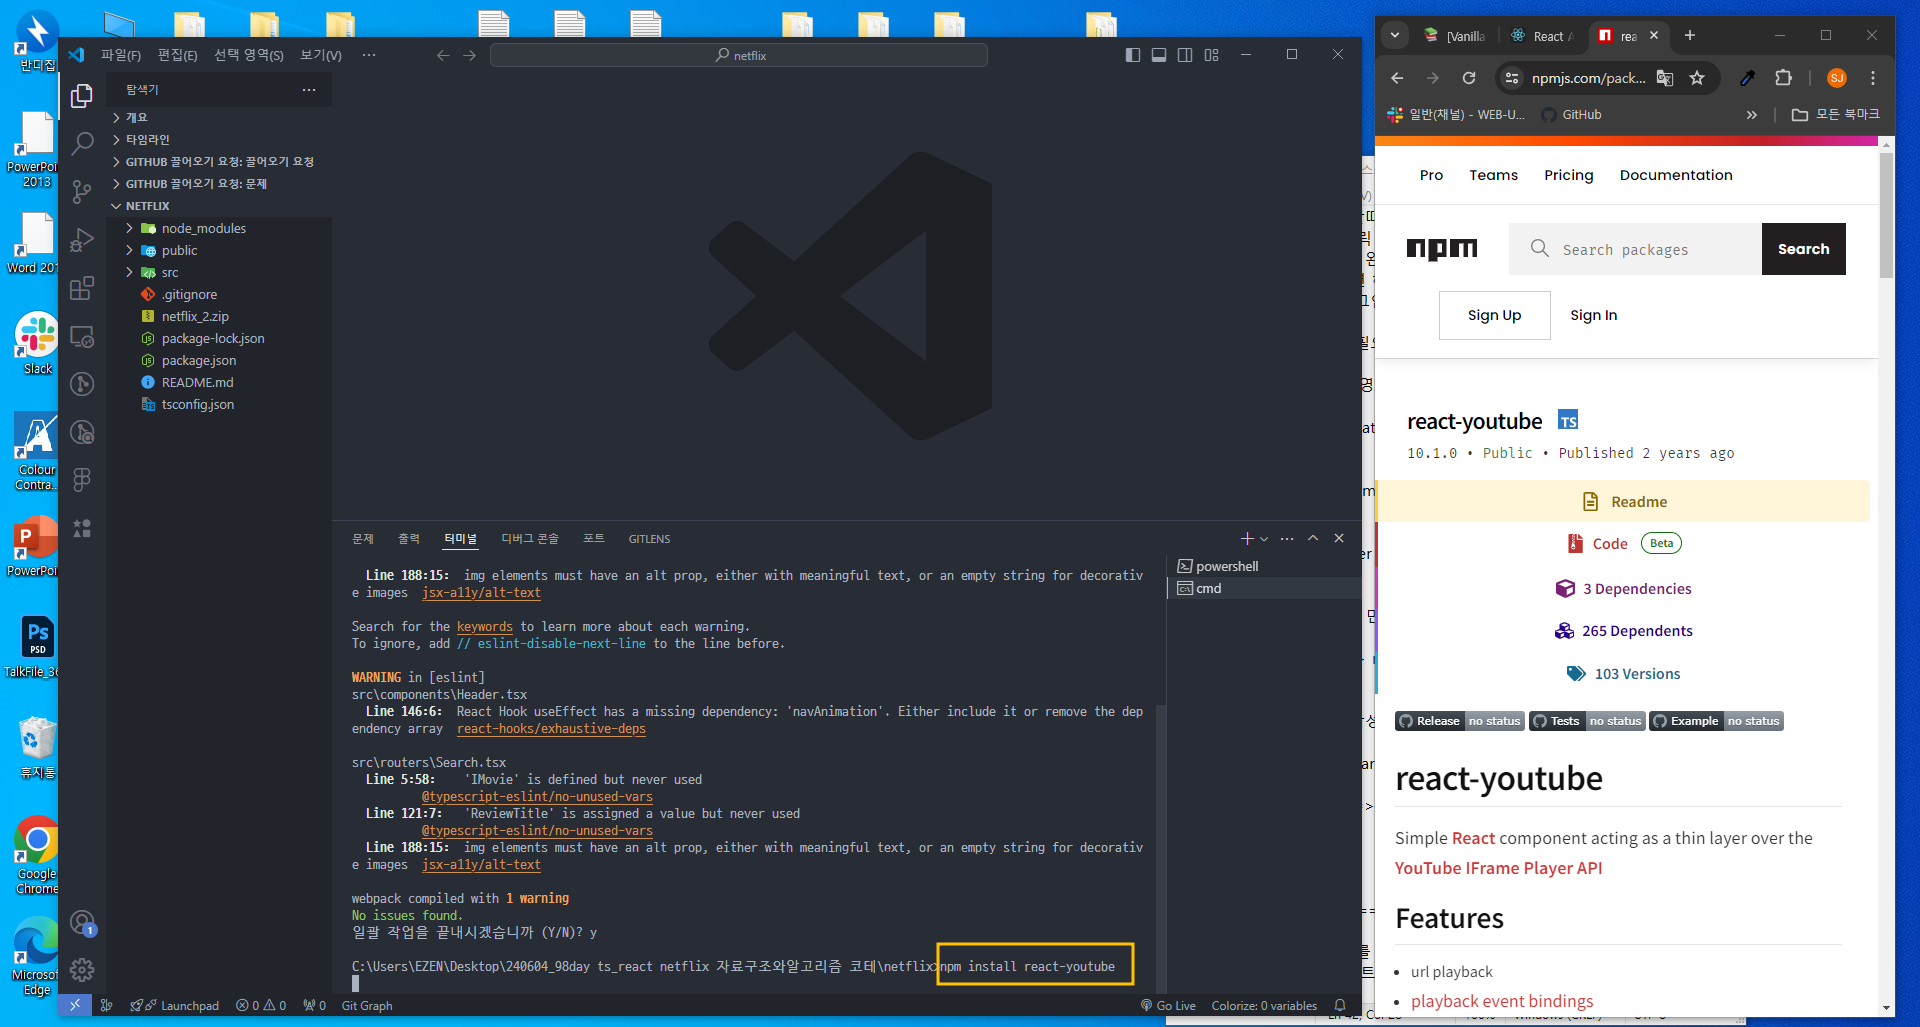 반디집
PowerPoi
2013
Word 201
Slack
Colour
Contra...
PowerPoi
TalkFile_3
휴지통
Google
Chrome
Microso
Edge
파일(F) 편집(E) 선택 영역(S) 보기(V) ···
netflix
탐색기
개요
타임라인
GITHUB 끌어오기 요청: 끌어오기 요청
GITHUB 끌어오기 요청: 문제
NETFLIX
node_modules
public
src
.gitignore
netflix_2.zip
package-lock.json
package.json
README.md
tsconfig.json
문제 출력 터미널 디버그 콘솔 포트 GITLENS
powershell
cmd
Line 188:15: img elements must have an alt prop, either with meaningful text, or an empty string for decorativ
e images jsx-a11y/alt-text
Search for the keywords to learn more about each warning.
To ignore, add // eslint-disable-next-line to the line before.
WARNING in [eslint]
src\components\Header.tsx
Line 146:6: React Hook useEffect has a missing dependency: 'navAnimation'. Either include it or remove the dep
endency array react-hooks/exhaustive-deps
src\routers\Search.tsx
Line 5:58: 'IMovie' is defined but never used
@typescript-eslint/no-unused-vars
Line 121:7: 'ReviewTitle' is assigned a value but never used
@typescript-eslint/no-unused-vars
Line 188:15: img elements must have an alt prop, either with meaningful text, or an empty string for decorativ
e images jsx-a11y/alt-text
webpack compiled with 1 warning
No issues found.
일괄 작업을 끝내시겠습니까 (Y/N)? y
C:\Users\EZEN\Desktop\240604_98day ts_react netflix 자료구조와알고리즘 코테\netflix>npm install react-youtube
1
Launchpad 0 0 0 Git Graph Go Live Colorize: 0 variables
[Vanilla React A rea
npmjs.com/pack... SJ
일반(채널) - WEB-U... GitHub » 모든 북마크
Pro Teams Pricing Documentation
npm Search packages Search
Sign Up Sign In
react-youtube TS
10.1.0 • Public • Published 2 years ago
Readme
Code Beta
3 Dependencies
265 Dependents
103 Versions
Release no status Tests no status Example no status
react-youtube
Simple React component acting as a thin layer over the
YouTube IFrame Player API
Features
• url playback
• playback event bindings